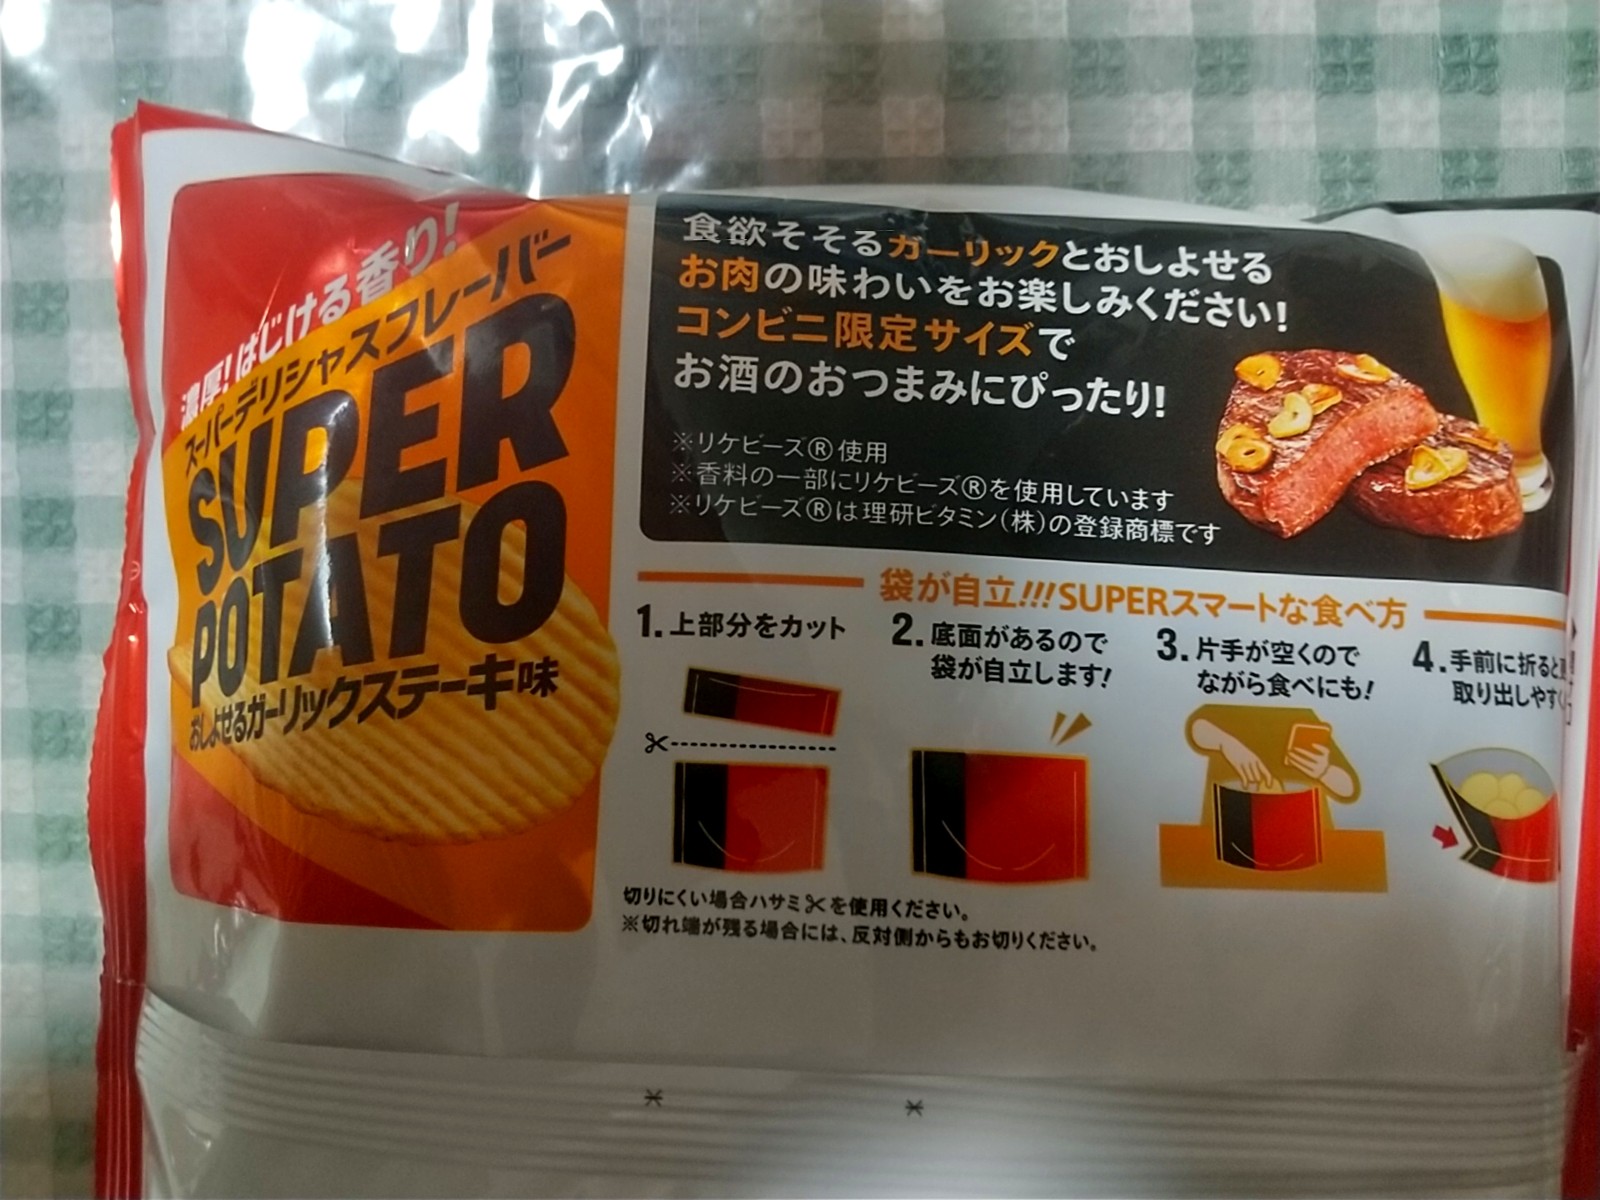 濃厚!はじける香り!
スーパーデリシャスフレーバー
SUPER
POTATO
おしよせるガーリックステーキ味
食欲そそるガーリックとおしよせる
お肉の味わいをお楽しみください!
コンビニ限定サイズで
お酒のおつまみにぴったり!
※リケビーズⓇ使用
※香料の一部にリケビーズⓇを使用しています
※リケビーズⓇは理研ビタミン(株)の登録商標です
袋が自立!!!SUPERスマートな食べ方
1.上部分をカット
2.底面があるので
袋が自立します!
3.片手が空くので
ながら食べにも!
4.手前に折ると
取り出しやすく
切りにくい場合ハサミ✂を使用ください。
※切れ端が残る場合には、反対側からもお切りください。